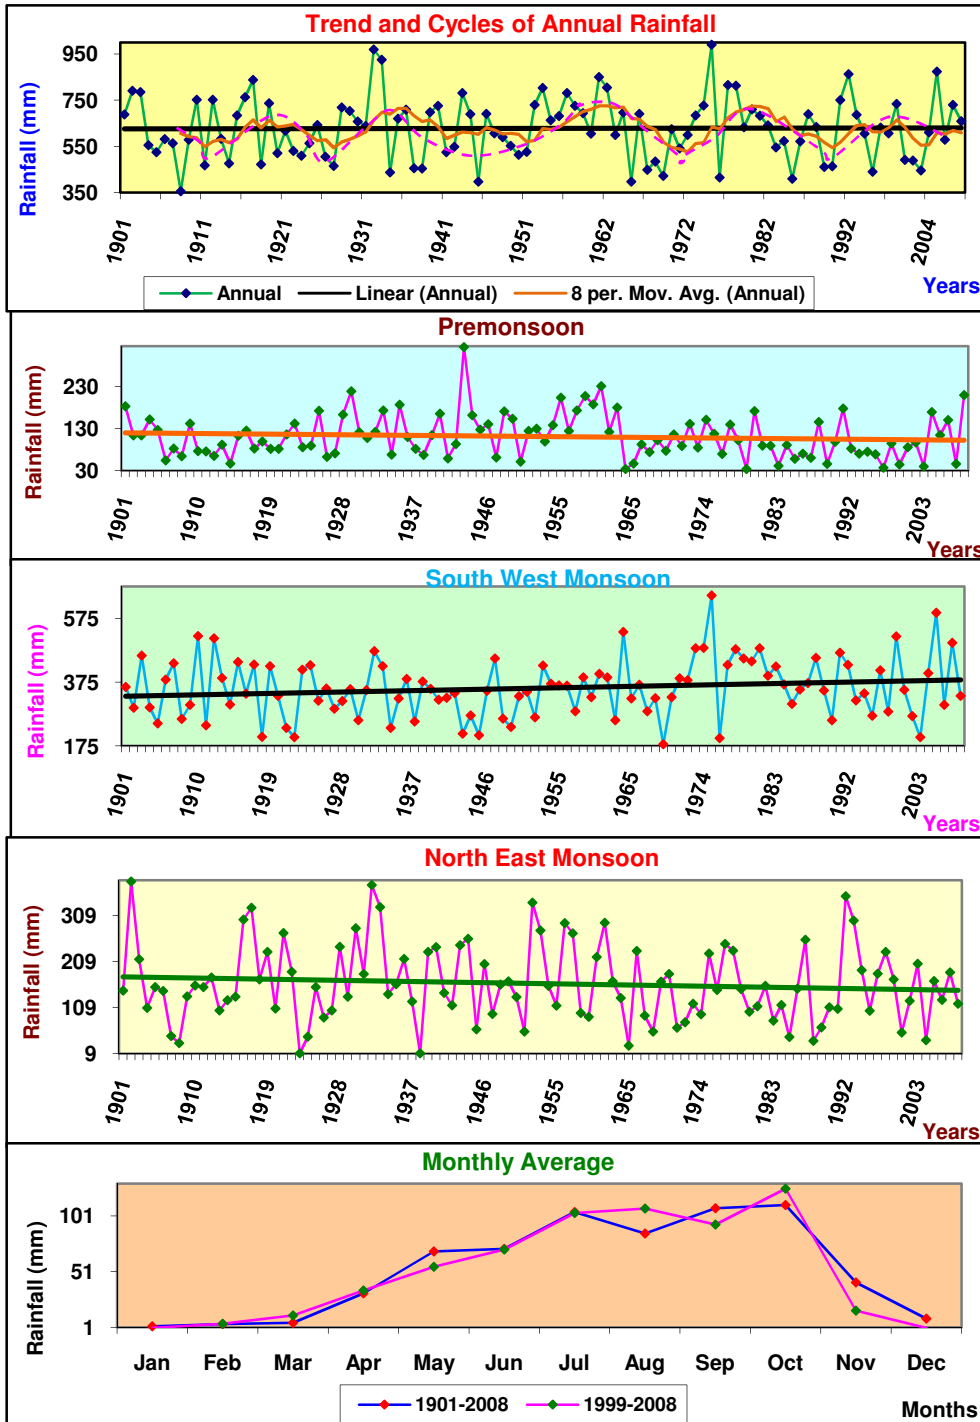 Trend and Cycles of Annual Rainfall
Rainfall (mm)
950
750
550
350
1901 1911 1921 1931 1941 1951 1962 1972 1982 1992 2004
Years
Annual Linear (Annual) 8 per. Mov. Avg. (Annual)
Premonsoon
Rainfall (mm)
230
130
30
1901 1910 1919 1928 1937 1946 1955 1965 1974 1983 1992 2003
Years
South West Monsoon
Rainfall (mm)
575
375
175
1901 1910 1919 1928 1937 1946 1955 1965 1974 1983 1992 2003
Years
North East Monsoon
Rainfall (mm)
309
209
109
9
1901 1910 1919 1928 1937 1946 1955 1965 1974 1983 1992 2003
Years
Monthly Average
Rainfall (mm)
101
51
1
Jan Feb Mar Apr May Jun Jul Aug Sep Oct Nov Dec
1901-2008 1999-2008
Months